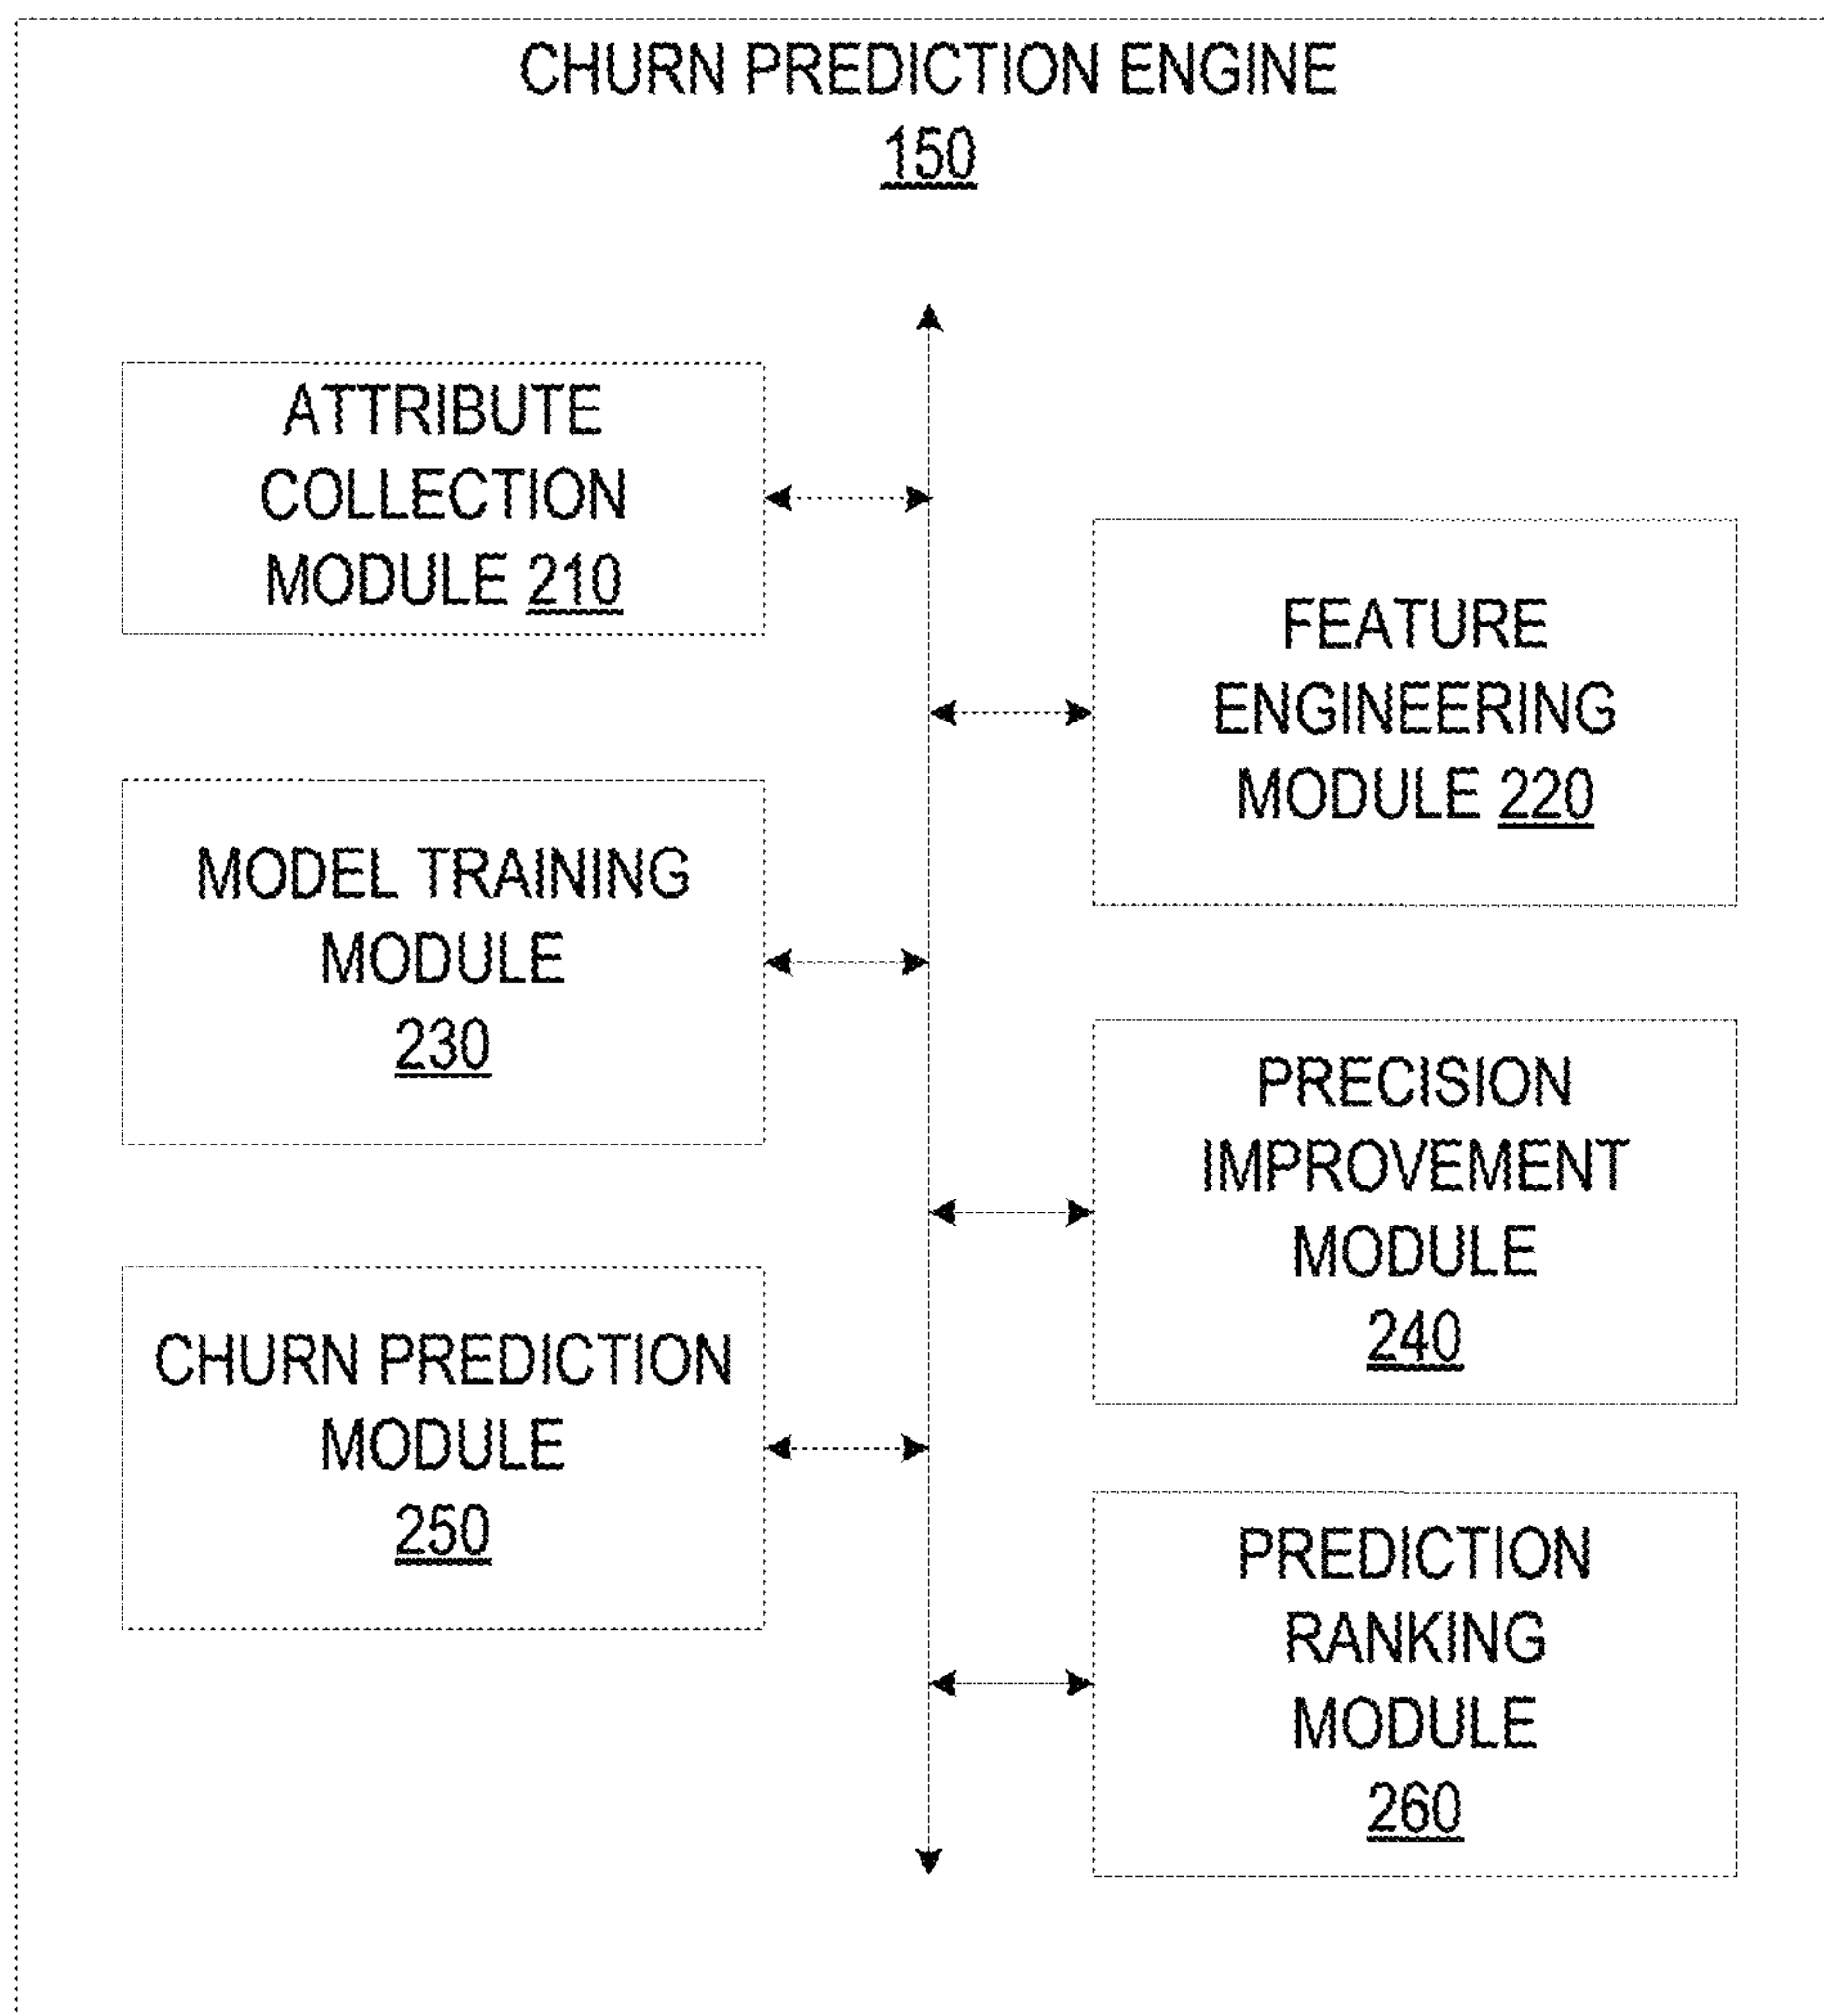 CHURN PREDICTION ENGINE
150
ATTRIBUTE
COLLECTION
MODULE 210
FEATURE
ENGINEERING
MODULE 220
MODEL TRAINING
MODULE
230
PRECISION
IMPROVEMENT
MODULE
240
CHURN PREDICTION
MODULE
250
PREDICTION
RANKING
MODULE
260